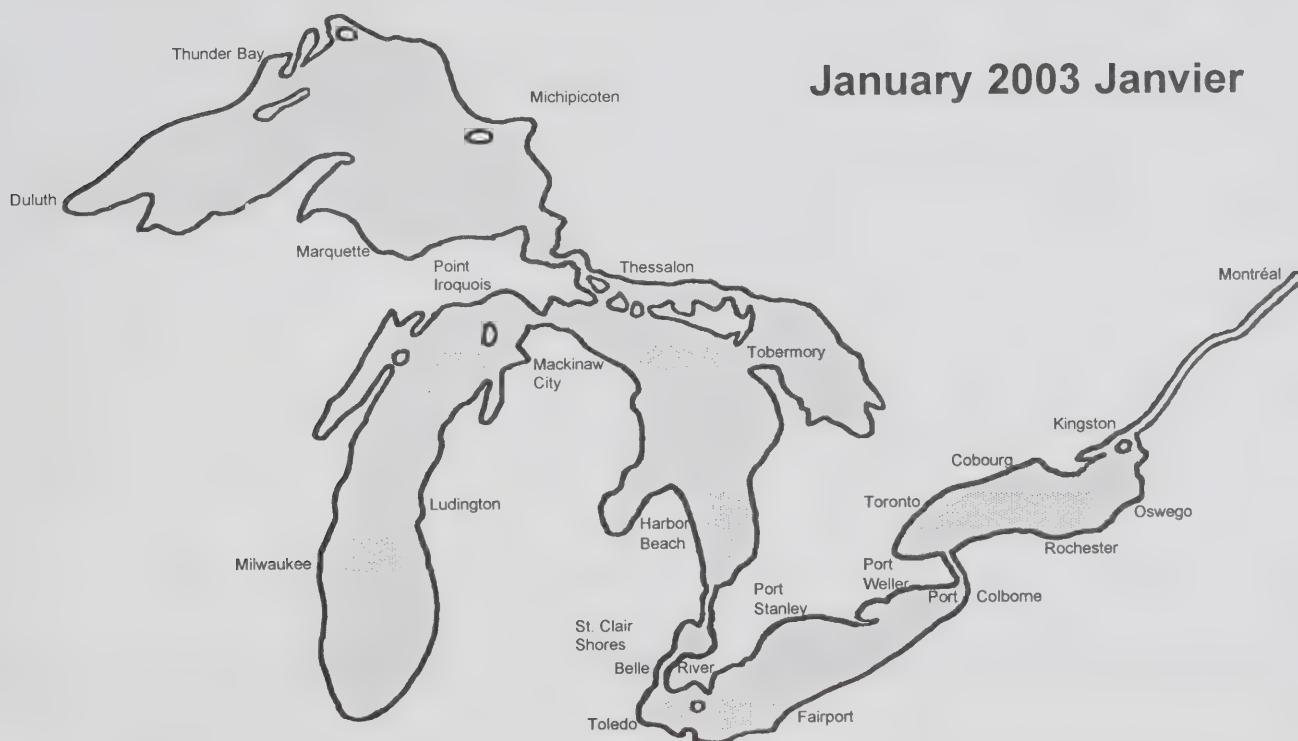 January 2003 Janvier
Thunder Bay
Michipicoten
Duluth
Marquette
Point
Iroquois
Thessalon
Montréal
Mackinaw
City
Tobermory
Kingston
Cobourg
Ludington
Toronto
Oswego
Harbor
Beach
Rochester
Milwaukee
Port
Weller
Port
Stanley
Port Colborne
St. Clair
Shores
Belle River
Toledo
Fairport